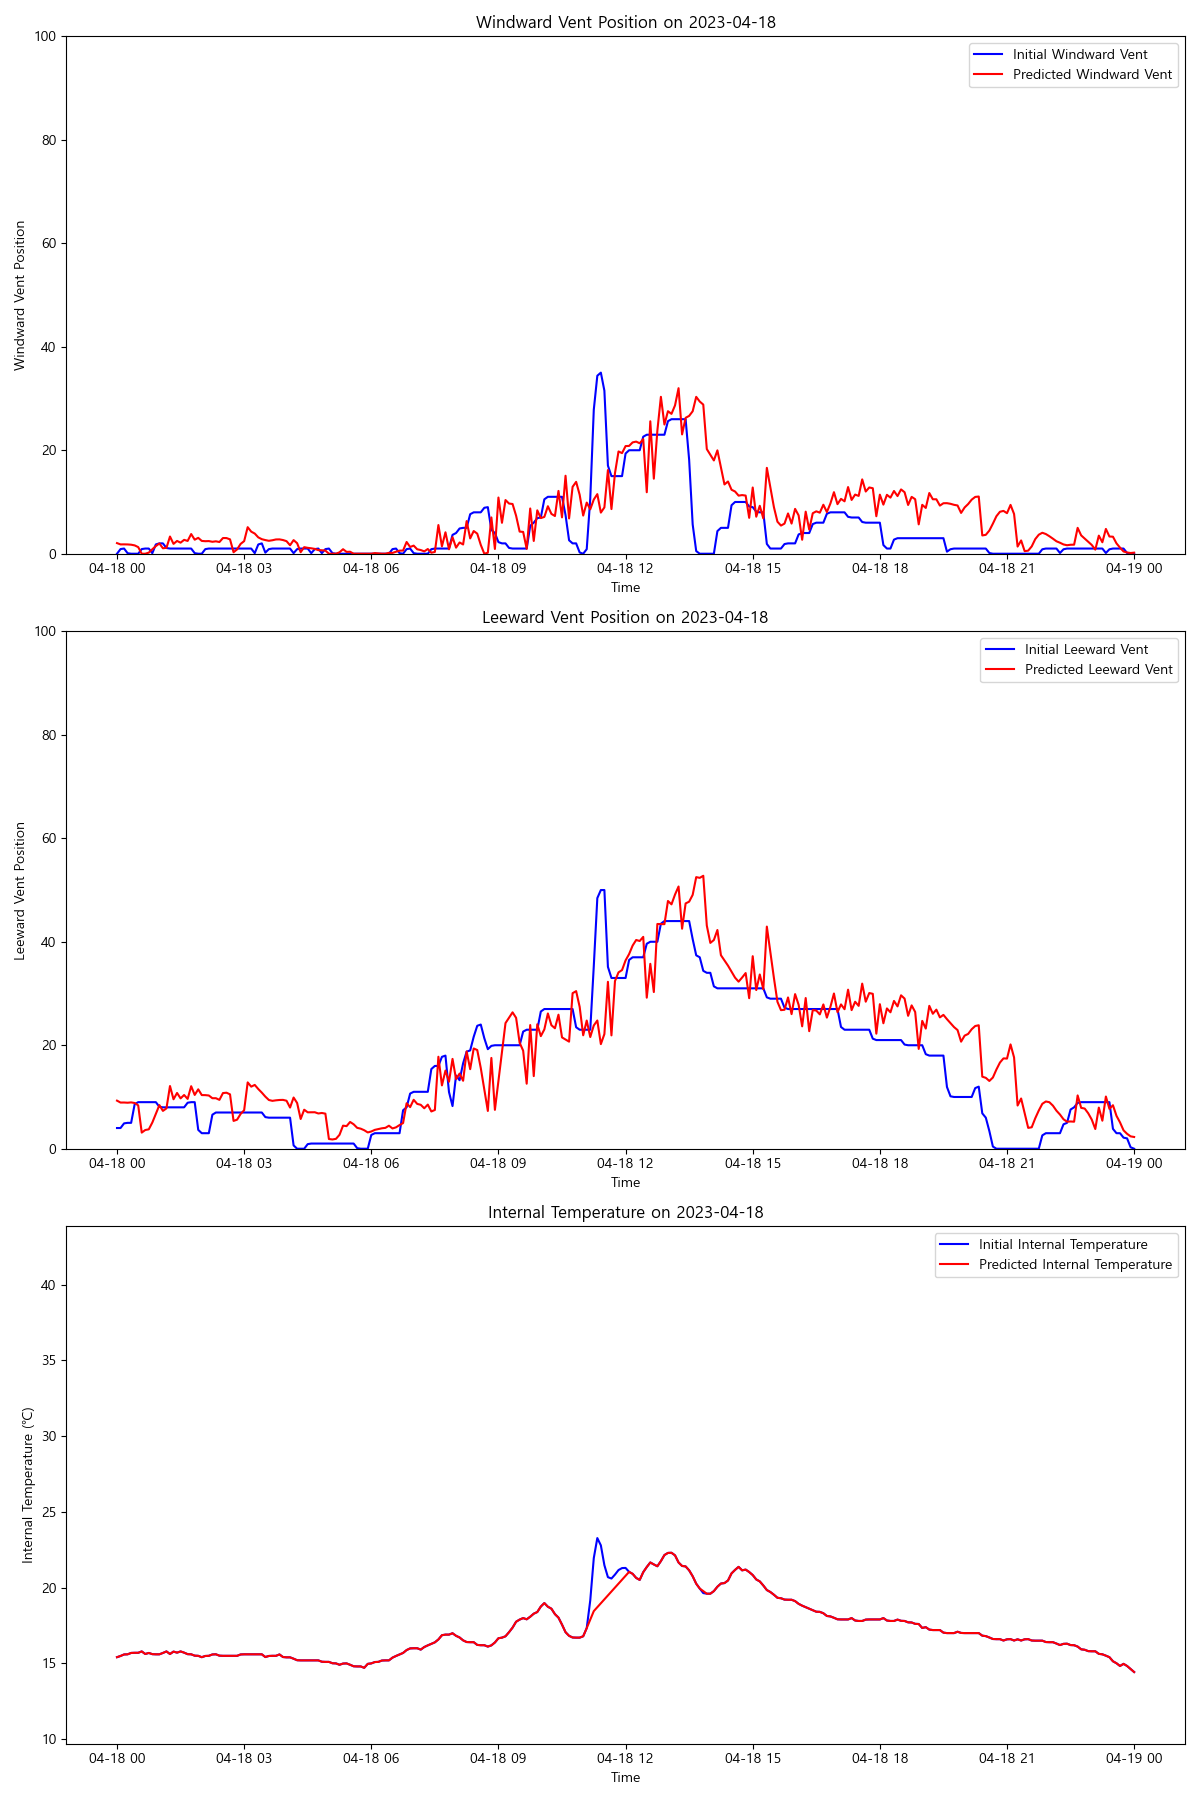 Windward Vent Position on 2023-04-18
100
80
60
40
20
0
Windward Vent Position
Initial Windward Vent
Predicted Windward Vent
04-18 00 04-18 03 04-18 06 04-18 09 04-18 12 04-18 15 04-18 18 04-18 21 04-19 00
Time
Leeward Vent Position on 2023-04-18
100
80
60
40
20
0
Leeward Vent Position
Initial Leeward Vent
Predicted Leeward Vent
04-18 00 04-18 03 04-18 06 04-18 09 04-18 12 04-18 15 04-18 18 04-18 21 04-19 00
Time
Internal Temperature on 2023-04-18
40
35
30
25
20
15
10
Internal Temperature (℃)
Initial Internal Temperature
Predicted Internal Temperature
04-18 00 04-18 03 04-18 06 04-18 09 04-18 12 04-18 15 04-18 18 04-18 21 04-19 00
Time